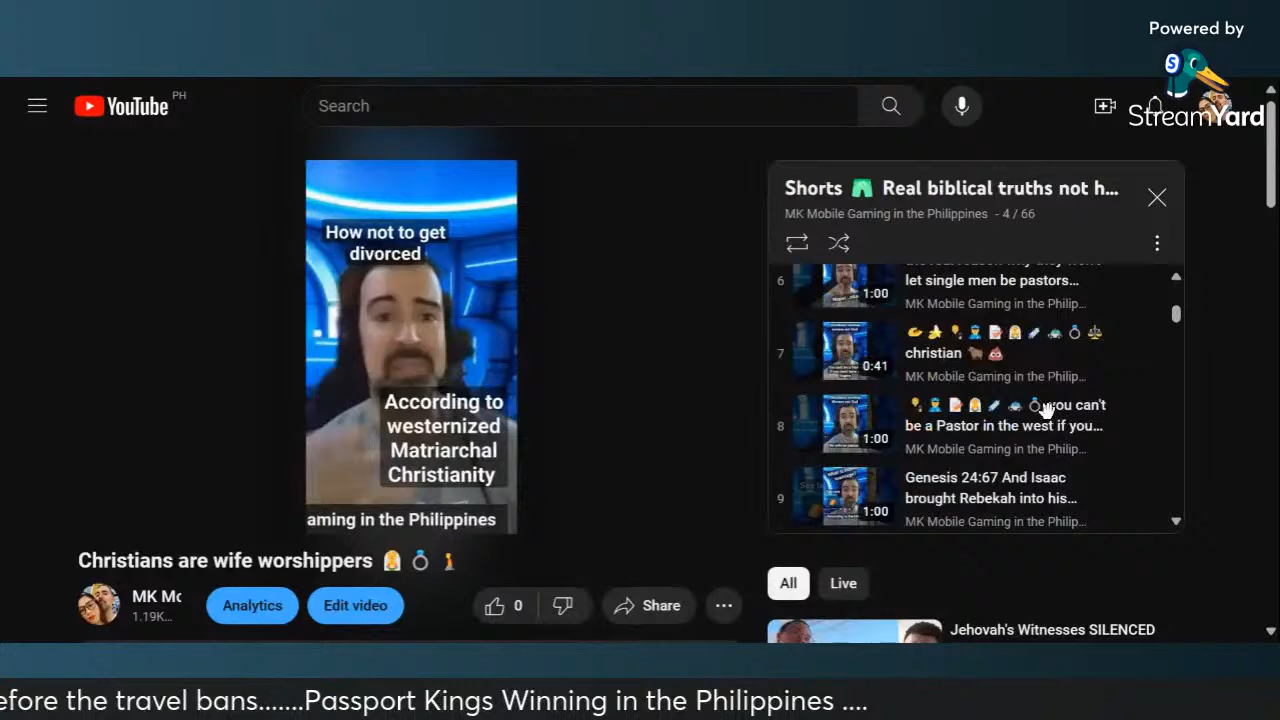 Powered by
StreamYard
YouTube PH
Search
How not to get
divorced
According to
westernized
Matriarchal
Christianity
aming in the Philippines
Christians are wife worshippers
MK Mc
1.19K...
Analytics
Edit video
0
Share
Shorts 🩳 Real biblical truths not h...
MK Mobile Gaming in the Philippines - 4 / 66
6
let single men be pastors...
MK Mobile Gaming in the Philip...
1:00
7
christian
MK Mobile Gaming in the Philip...
0:41
8
you can't
be a Pastor in the west if you...
MK Mobile Gaming in the Philip...
1:00
9
Genesis 24:67 And Isaac
brought Rebekah into his...
MK Mobile Gaming in the Philip...
1:00
All
Live
Jehovah's Witnesses SILENCED
efore the travel bans.......Passport Kings Winning in the Philippines ....